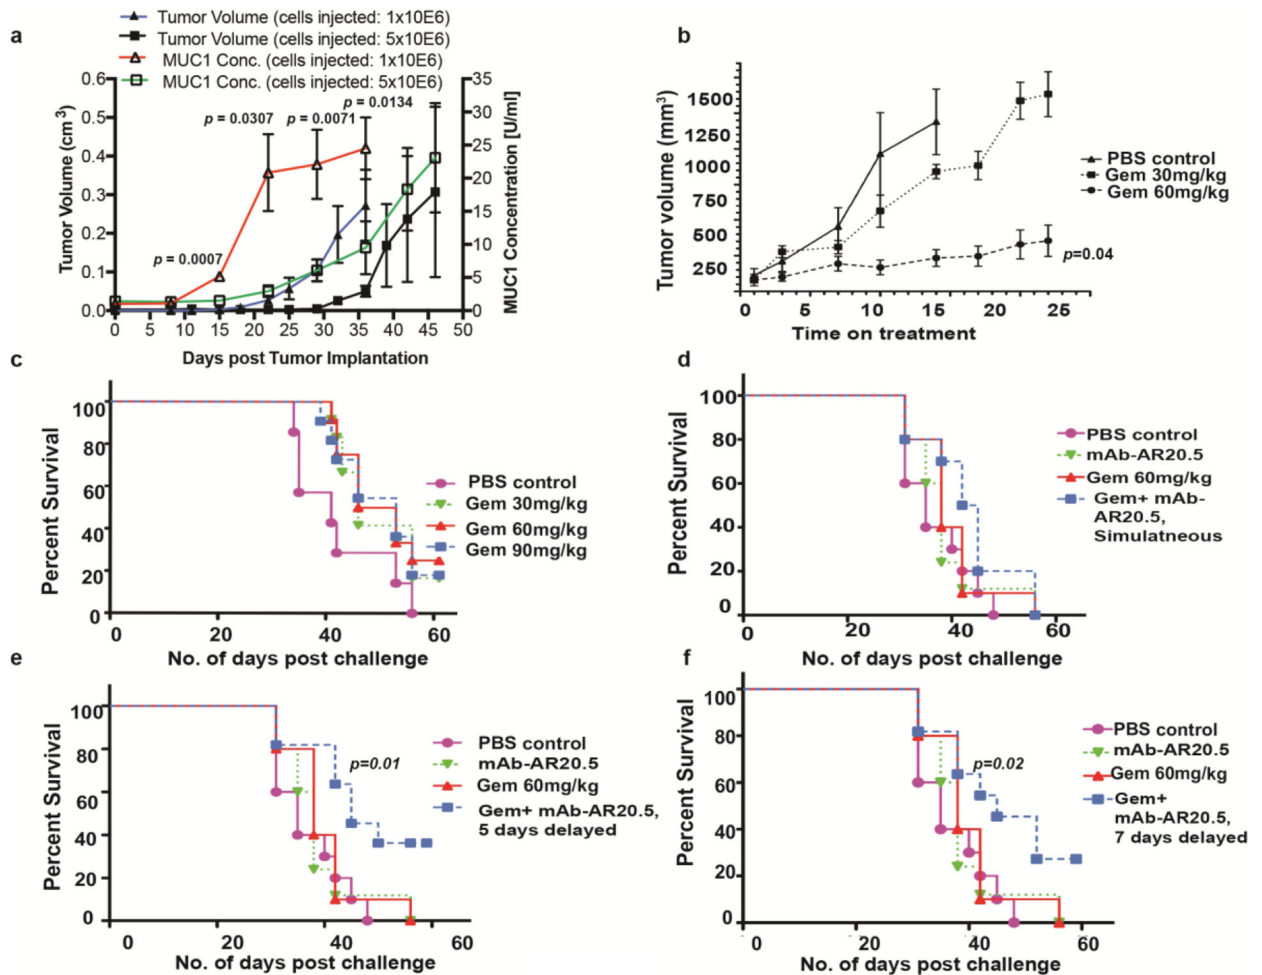 a
Tumor Volume (cells injected: 1x10E6)
Tumor Volume (cells injected: 5x10E6)
MUC1 Conc. (cells injected: 1x10E6)
MUC1 Conc. (cells injected: 5x10E6)
p = 0.0134
p = 0.0307
p = 0.0071
p = 0.0007
Tumor Volume (cm3)
0.6
0.5
0.4
0.3
0.2
0.1
0.0
35
30
25
20
15
10
5
0
MUC1 Concentration [U/ml]
0 5 10 15 20 25 30 35 40 45 50
Days post Tumor Implantation
b
Tumor volume (mm3)
1500
1250
1000
750
500
250
PBS control
Gem 30mg/kg
Gem 60mg/kg
p=0.04
0 5 10 15 20 25
Time on treatment
c
Percent Survival
100
80
60
40
20
0
PBS control
Gem 30mg/kg
Gem 60mg/kg
Gem 90mg/kg
0 20 40 60
No. of days post challenge
d
Percent Survival
100
80
60
40
20
0
PBS control
mAb-AR20.5
Gem 60mg/kg
Gem+ mAb-
AR20.5,
Simulatneous
0 20 40 60
No. of days post challenge
e
Percent Survival
100
80
60
40
20
0
p=0.01
PBS control
mAb-AR20.5
Gem 60mg/kg
Gem+ mAb-AR20.5,
5 days delayed
0 20 40 60
No. of days post challenge
f
Percent Survival
100
80
60
40
20
0
p=0.02
PBS control
mAb-AR20.5
Gem 60mg/kg
Gem+
mAb-AR20.5,
7 days delayed
0 20 40 60
No. of days post challenge